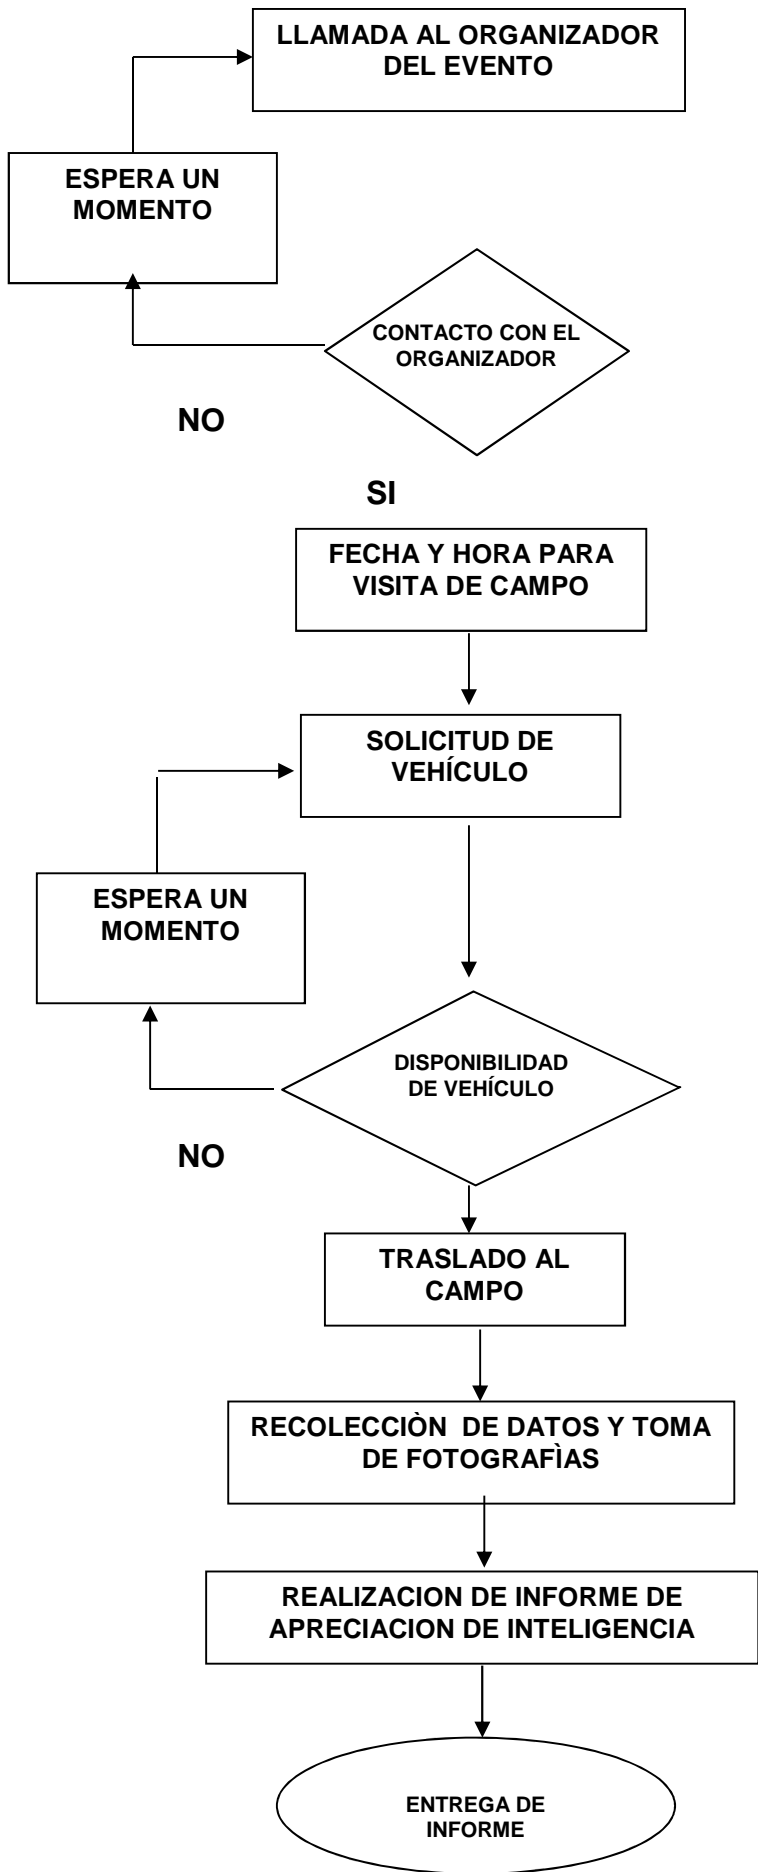 LLAMADA AL ORGANIZADOR
DEL EVENTO
ESPERA UN
MOMENTO
CONTACTO CON EL
ORGANIZADOR
NO
SI
FECHA Y HORA PARA
VISITA DE CAMPO
SOLICITUD DE
VEHÍCULO
ESPERA UN
MOMENTO
DISPONIBILIDAD
DE VEHÍCULO
NO
TRASLADO AL
CAMPO
RECOLECCIÒN DE DATOS Y TOMA
DE FOTOGRAFÌAS
REALIZACION DE INFORME DE
APRECIACION DE INTELIGENCIA
ENTREGA DE
INFORME